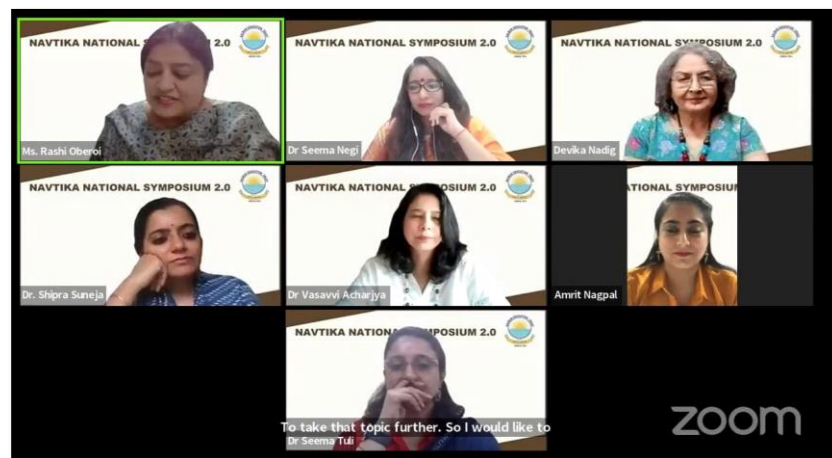 NAVTIKA NATIONAL 2.0
Ms. Rashi Oberoi
NAVTIKA NATIONAL SYMPOSIUM 2.0
Dr Seema Negi
NAVTIKA NATIONAL SYMPOSIUM 2.0
Devika Nadig
NAVTIKA NATIONAL SYMPOSIUM 2.0
Dr. Shipra Suneja
NAVTIKA NATIONAL SYMPOSIUM 2.0
Dr Vasavvi Acharjya
NATIONAL SYMPOSIUM
Amrit Nagpal
NAVTIKA NATIONAL SYMPOSIUM 2.0
To take that topic further. So I would like to
Dr Seema Tuli
zoom